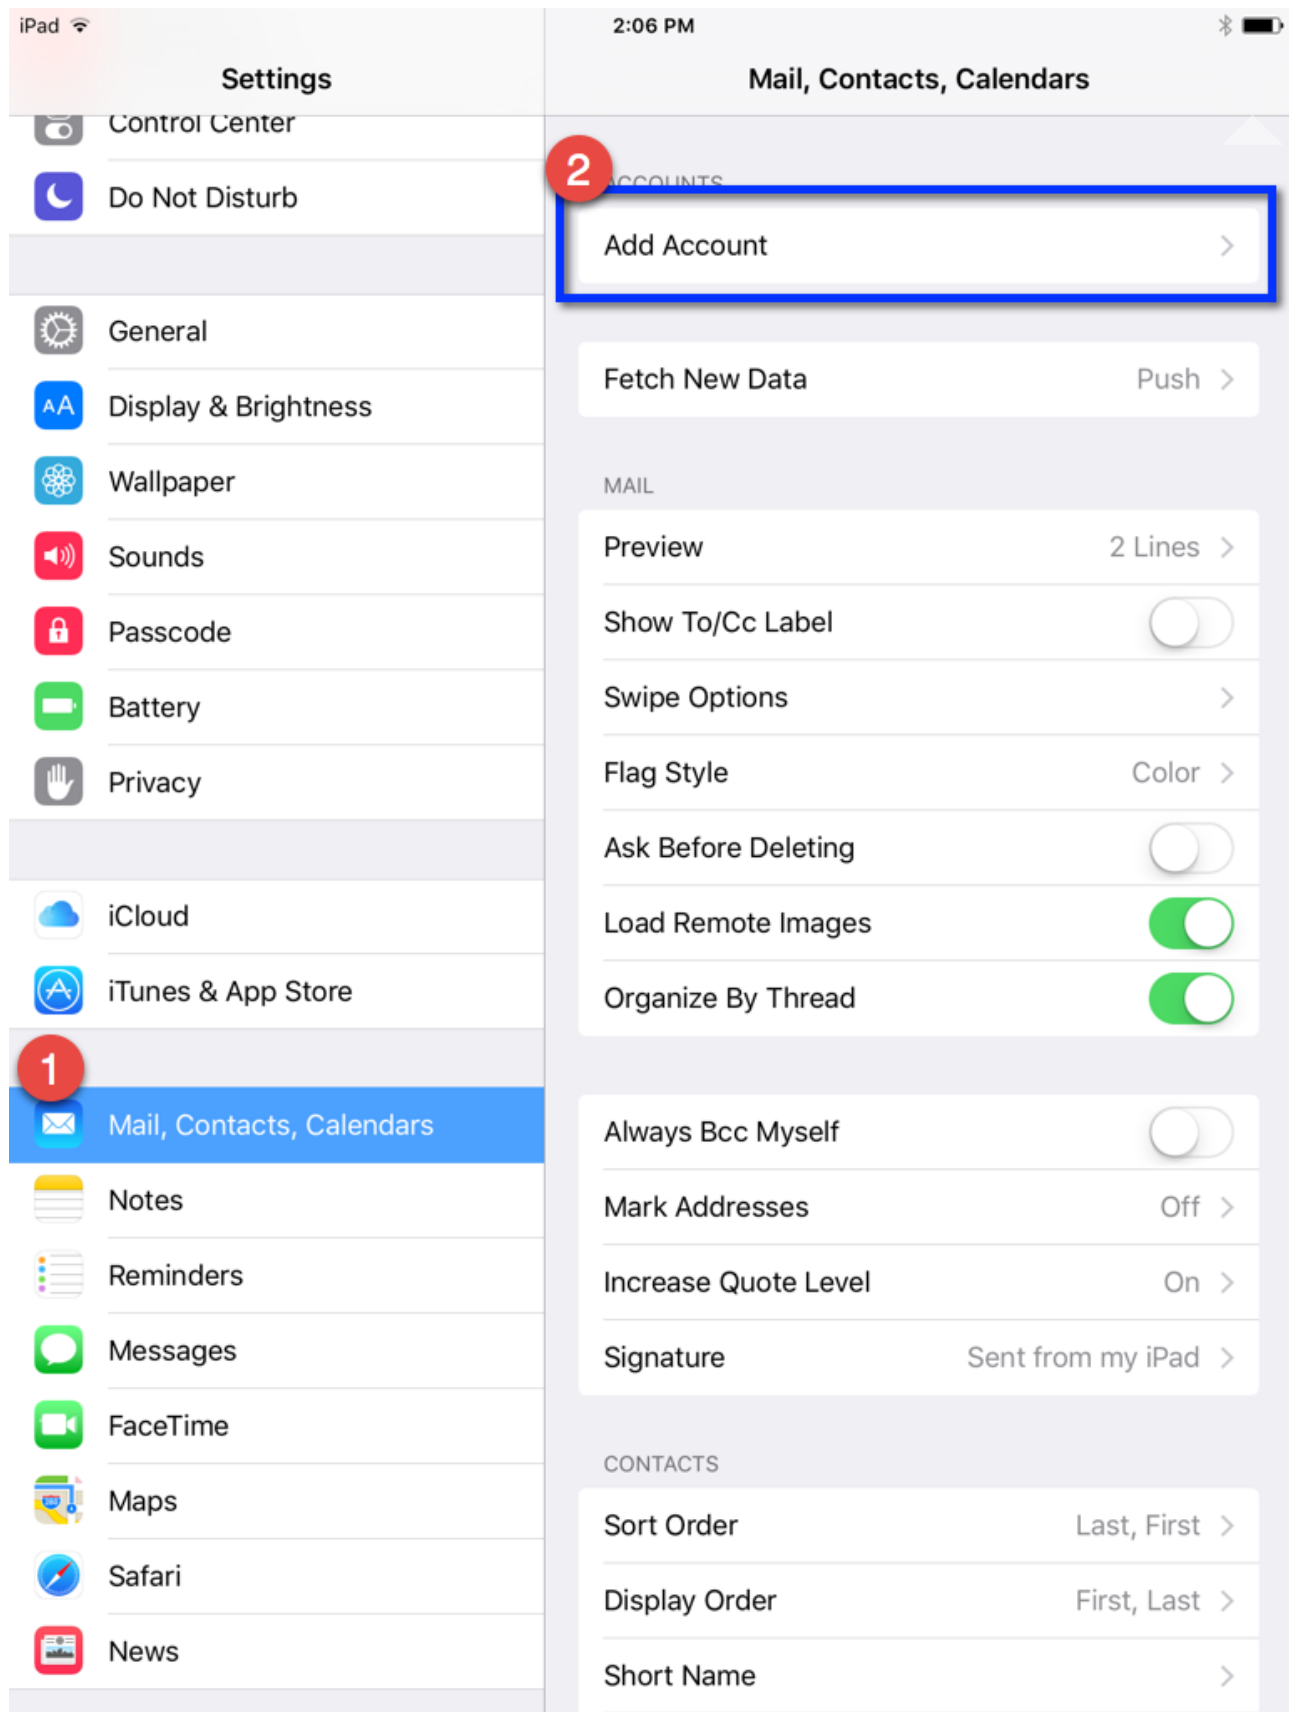 iPad
2:06 PM
Settings
Control Center
Do Not Disturb
General
AA
Display & Brightness
Wallpaper
Sounds
Passcode
Battery
Privacy
iCloud
iTunes & App Store
1
Mail, Contacts, Calendars
Notes
Reminders
Messages
FaceTime
280
Maps
Safari
News
Mail, Contacts, Calendars
2
ACCOUNTS
Add Account
Fetch New Data Push
MAIL
Preview 2 Lines
Show To/Cc Label
Swipe Options
Flag Style Color
Ask Before Deleting
Load Remote Images
Organize By Thread
Always Bcc Myself
Mark Addresses Off
Increase Quote Level On
Signature Sent from my iPad
CONTACTS
Sort Order Last, First
Display Order First, Last
Short Name